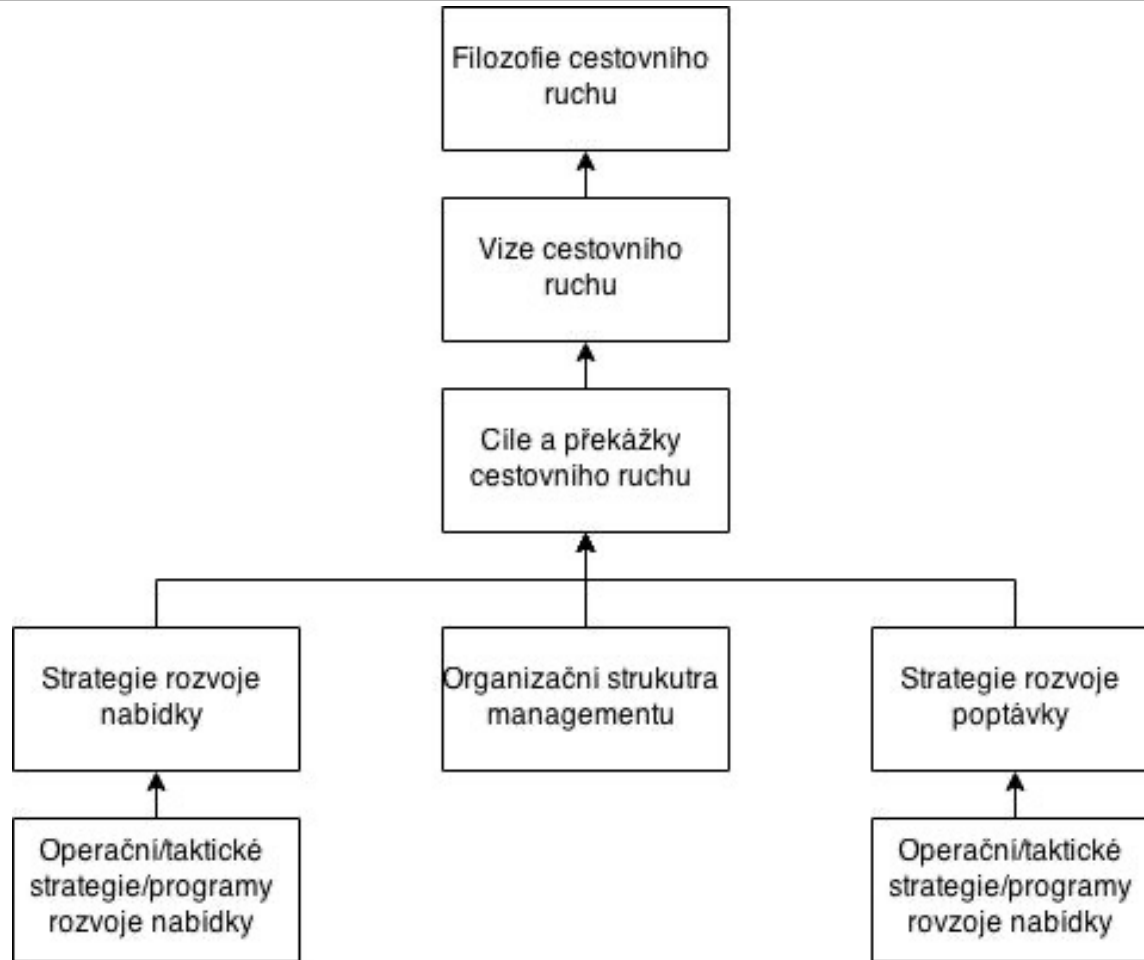 Filozofie cestovního
ruchu
Vize cestovního
ruchu
Cíle a překážky
cestovního ruchu
Strategie rozvoje
nabídky
Organizační strukutra
managementu
Strategie rozvoje
poptávky
Operační/taktické
strategie/programy
rozvoje nabídky
Operační/taktické
strategie/programy
rovzoje nabídky